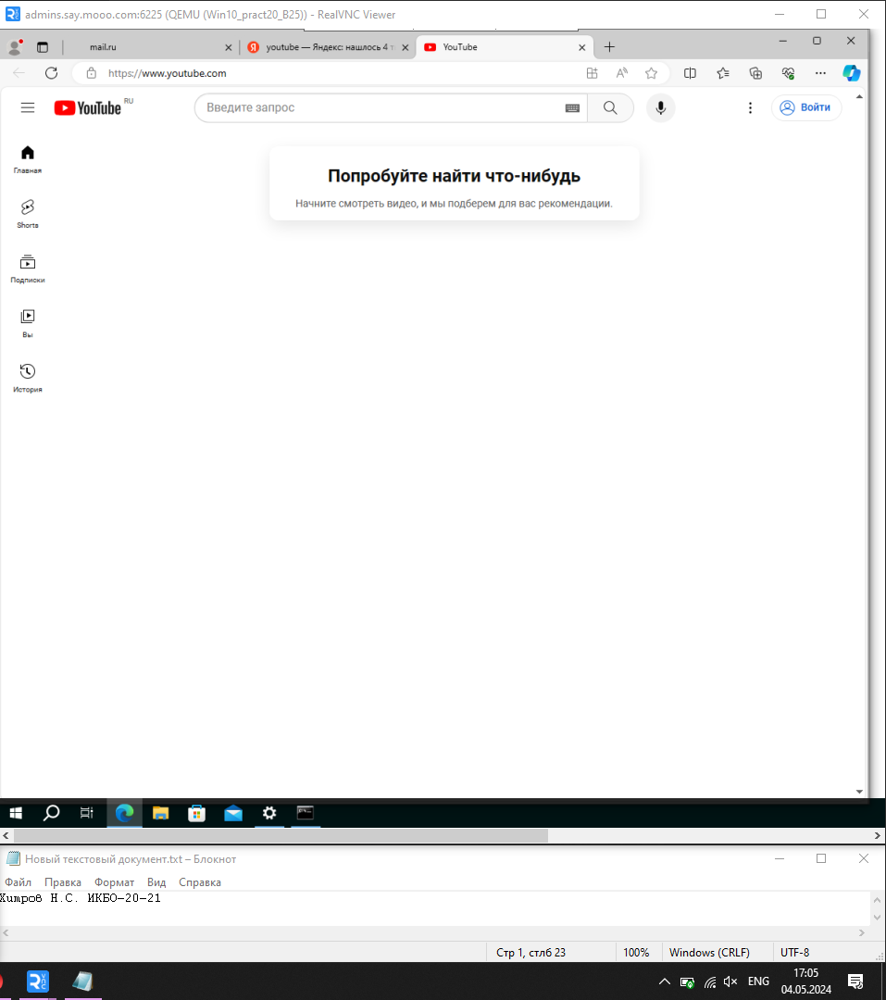 admins.say.mooo.com:6225 (QEMU (Win10_pract20_B25)) - RealVNC Viewer
mail.ru
youtube — Яндекс: нашлось 4 т
YouTube
https://www.youtube.com
YouTube RU
Введите запрос
Войти
Главная
Shorts
Подписки
Вы
История
Попробуйте найти что-нибудь
Начните смотреть видео, и мы подберем для вас рекомендации.
Новый текстовый документ.txt – Блокнот
Файл Правка Формат Вид Справка
Хитров Н.С. ИКБО-20-21
Стр 1, стлб 23 100% Windows (CRLF) UTF-8
ENG
17:05
04.05.2024